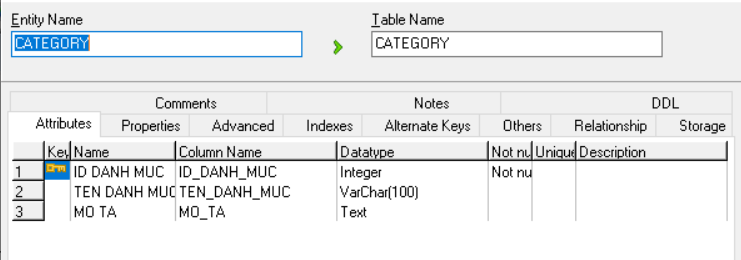 Entity Name Table Name
CATEGORY CATEGORY
Comments Notes DDL
Attributes Properties Advanced Indexes Alternate Keys Others Relationship Storage
Key Name Column Name Datatype Not nu Unique Description
1 ID DANH MUC ID_DANH_MUC Integer Not nu
2 TEN DANH MUC TEN_DANH_MUC VarChar(100)
3 MO TA MO_TA Text